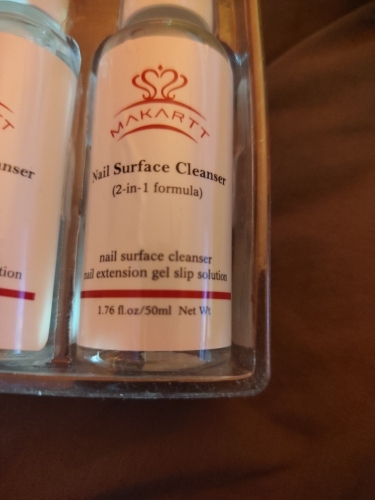 MAKARTT
Nail Surface Cleanser
(2-in-1 formula)
nail surface cleanser
nail extension gel slip solution
1.76 fl.oz/50ml Net Wt